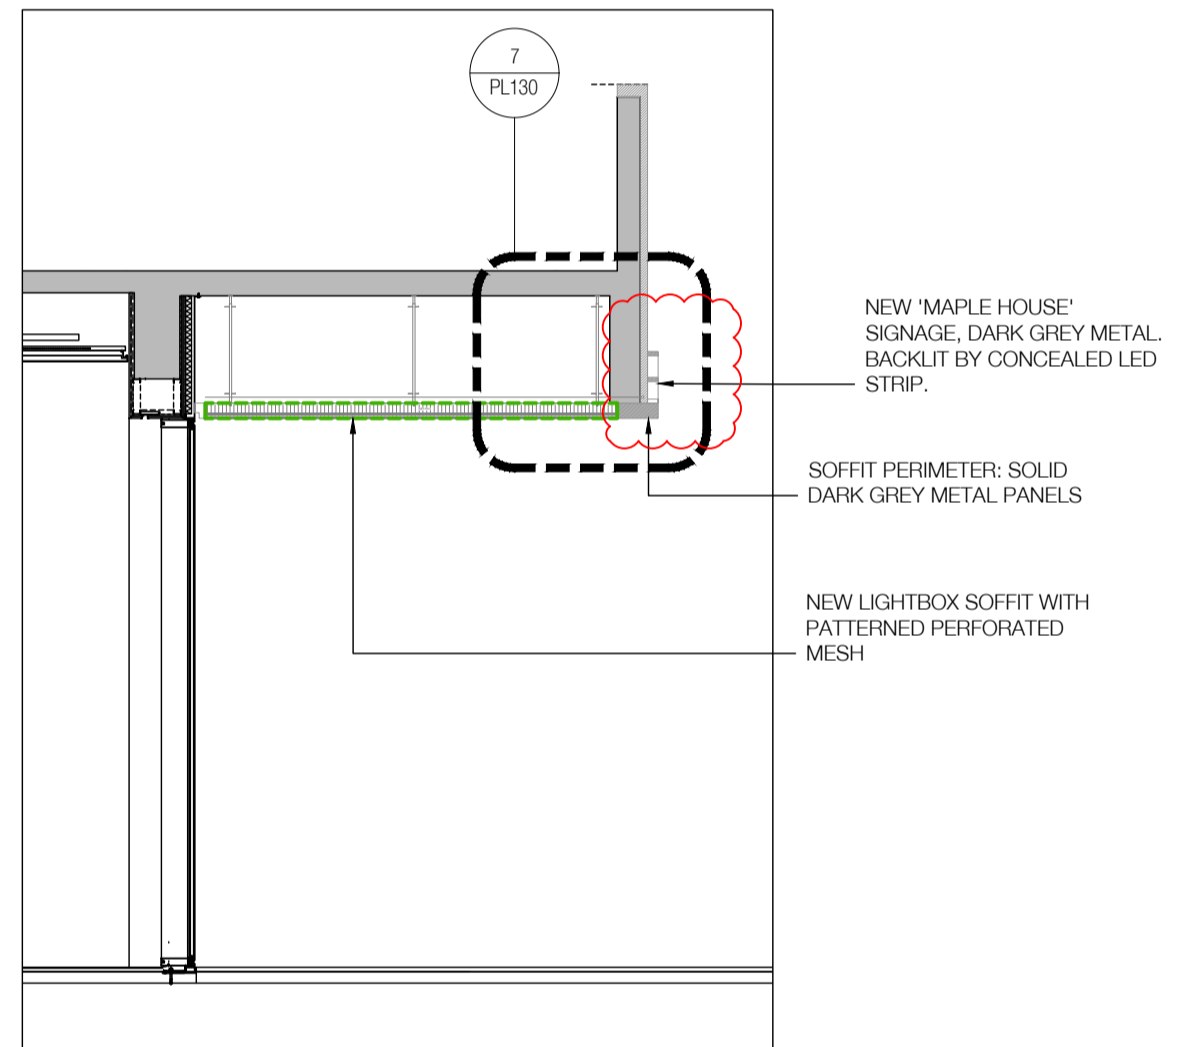 7
PL130
NEW 'MAPLE HOUSE'
SIGNAGE, DARK GREY METAL.
BACKLIT BY CONCEALED LED
STRIP.
SOFFIT PERIMETER: SOLID
DARK GREY METAL PANELS
NEW LIGHTBOX SOFFIT WITH
PATTERNED PERFORATED
MESH